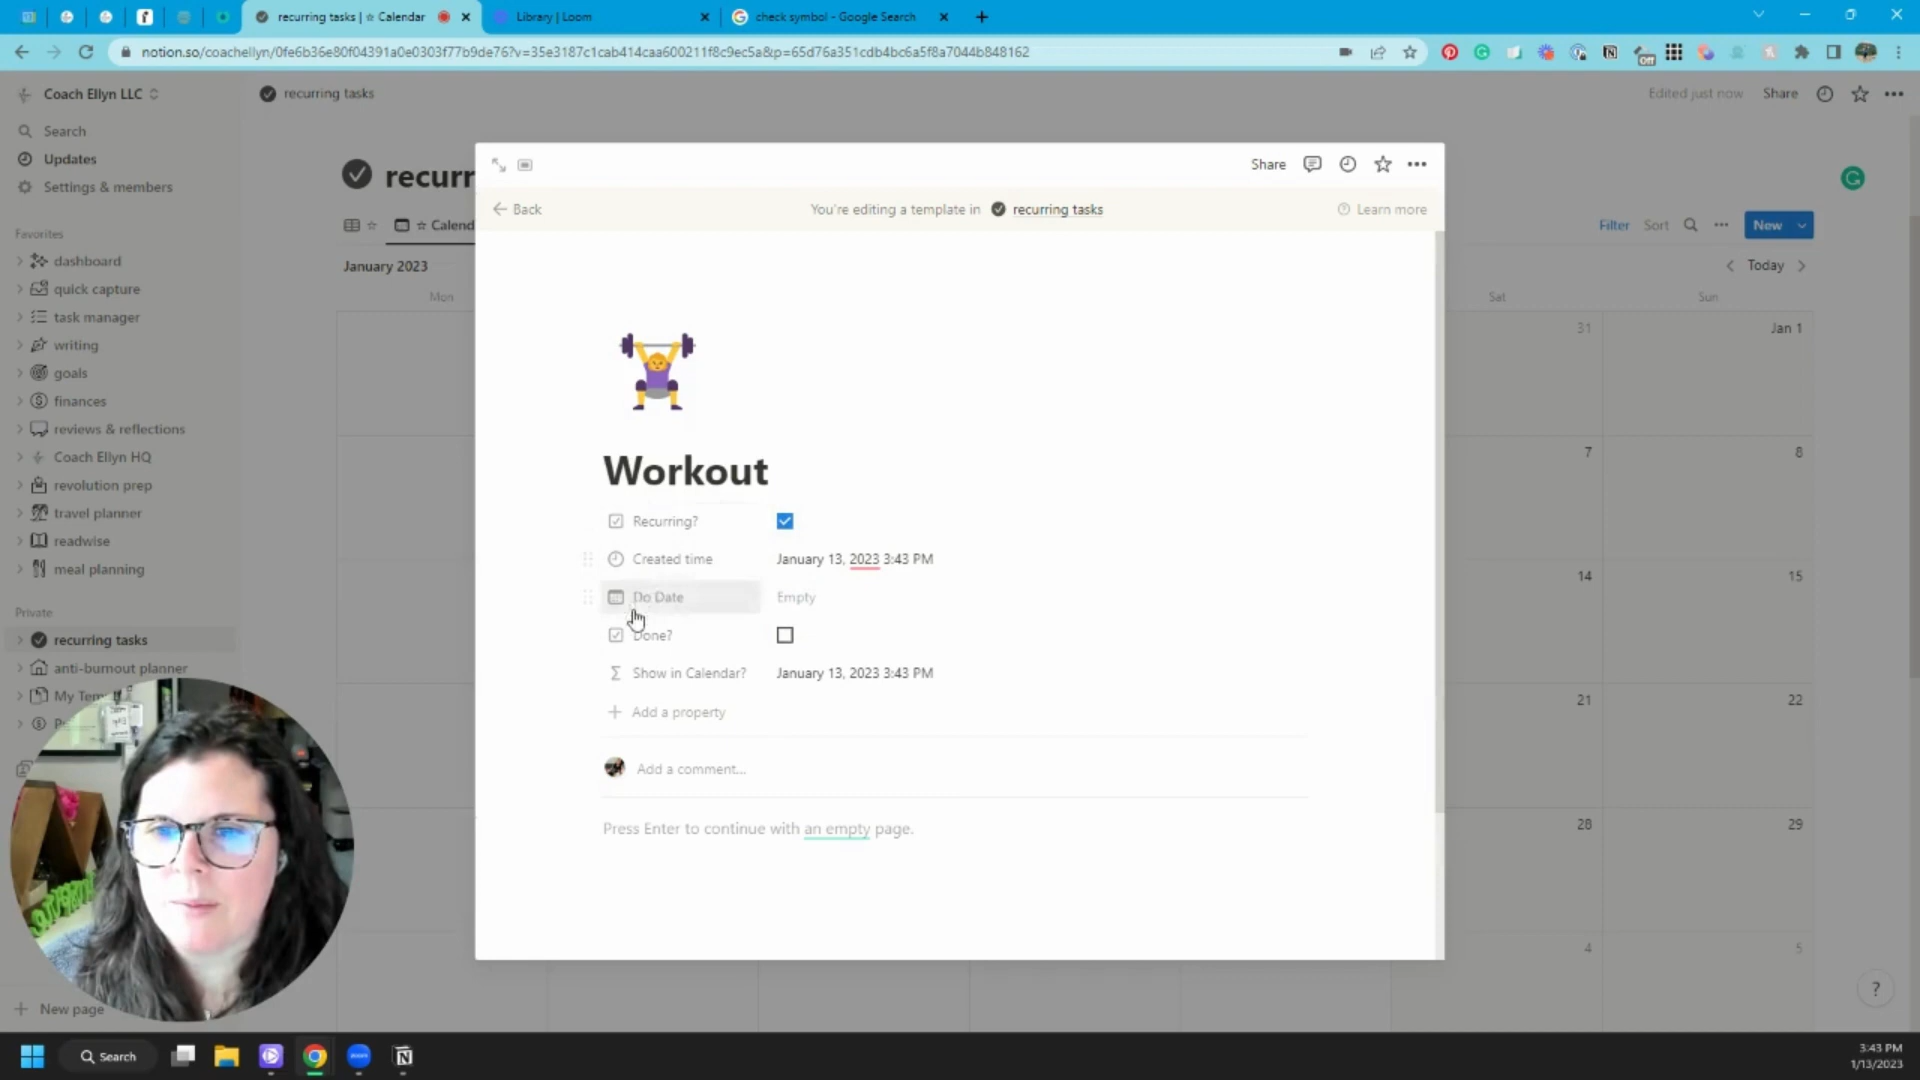 recurring tasks | ☆ Calendar
Library | Loom
check symbol - Google Search
notion.so/coachellyn/0fe6b36e80f04391a0e0303f77b9de76?v=35e3187c1cab414caa600211f8c9ec5a&p=65d76a351cdb4bc6a5f8a7044b848162
Off
Coach Ellyn LLC
recurring tasks
Edited just now
Share
Search
Updates
Settings & members
recurr
☆ Calend
Filter
Sort
New
January 2023
Today
Mon
Sat
Sun
Favorites
dashboard
quick capture
task manager
writing
goals
finances
reviews & reflections
Coach Ellyn HQ
revolution prep
travel planner
readwise
meal planning
Private
recurring tasks
anti-burnout planner
My Tem
New page
Share
Back
You're editing a template in
recurring tasks
Learn more
Workout
Recurring?
Created time
January 13, 2023 3:43 PM
Do Date
Empty
Done?
Show in Calendar?
January 13, 2023 3:43 PM
Add a property
Add a comment...
Press Enter to continue with an empty page.
31
Jan 1
7
8
14
15
21
22
28
29
4
5
?
Search
3:43 PM
1/13/2023